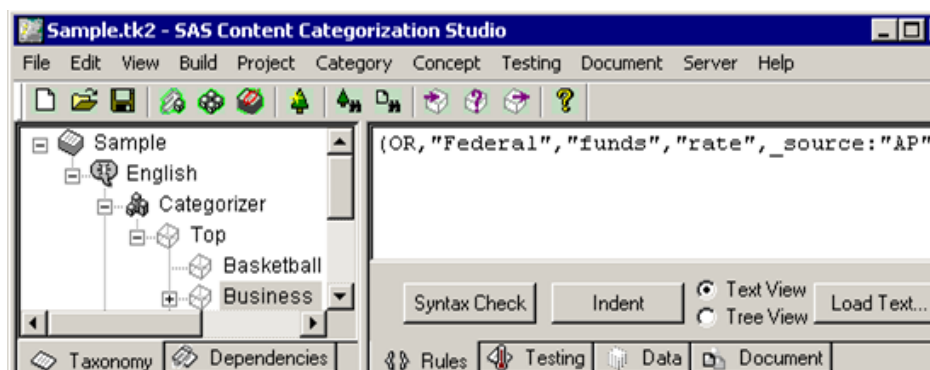 Sample.tk2 - SAS Content Categorization Studio
File Edit View Build Project Category Concept Testing Document Server Help
Sample
English
Categorizer
Top
Basketball
Business
Taxonomy Dependencies
(OR,"Federal","funds","rate",_source:"AP"
Syntax Check Indent Text View Load Text...
Tree View
Rules Testing Data Document